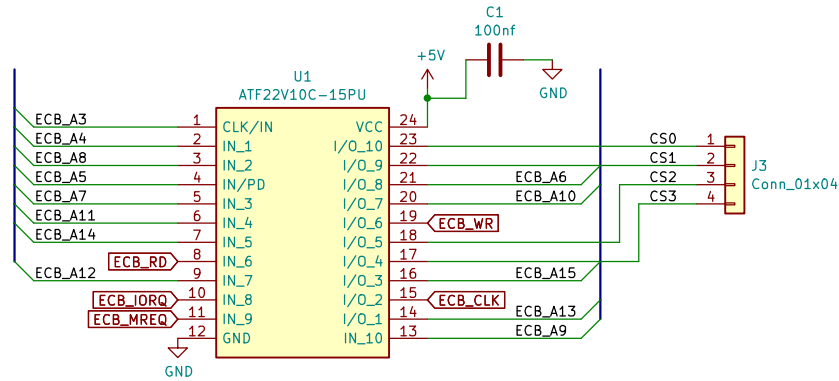 C1
100nf
+5V
GND
U1
ATF22V10C-15PU
ECB_A3 1 CLK/IN VCC 24
ECB_A4 2 IN_1 I/O_10 23 CS0 1
ECB_A8 3 IN_2 I/O_9 22 CS1 2 J3
ECB_A5 4 IN/PD I/O_8 21 ECB_A6 CS2 3 Conn_01x04
ECB_A7 5 IN_3 I/O_7 20 ECB_A10 CS3 4
ECB_A11 6 IN_4 I/O_6 19 ECB_WR
ECB_A14 7 IN_5 I/O_5 18
ECB_RD 8 IN_6 I/O_4 17
ECB_A12 9 IN_7 I/O_3 16 ECB_A15
ECB_IORQ 10 IN_8 I/O_2 15 ECB_CLK
ECB_MREQ 11 IN_9 I/O_1 14 ECB_A13
12 GND IN_10 13 ECB_A9
GND